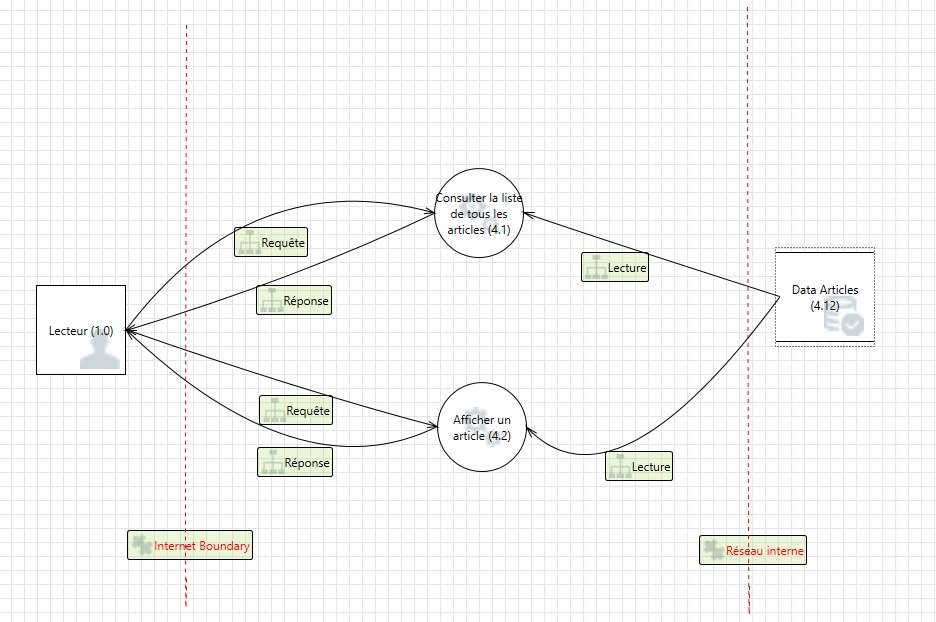 Consulter la liste
de tous les
articles (4.1)
Requête
Lecture
Réponse
Data Articles
(4.12)
Lecteur (1.0)
Requête
Afficher un
article (4.2)
Réponse
Lecture
Internet Boundary
Réseau interne